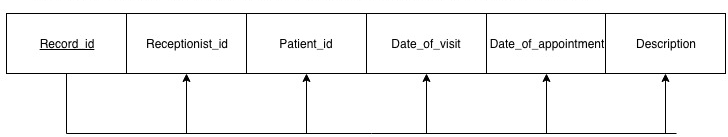 Record_id Receptionist_id Patient_id Date_of_visit Date_of_appointment Description